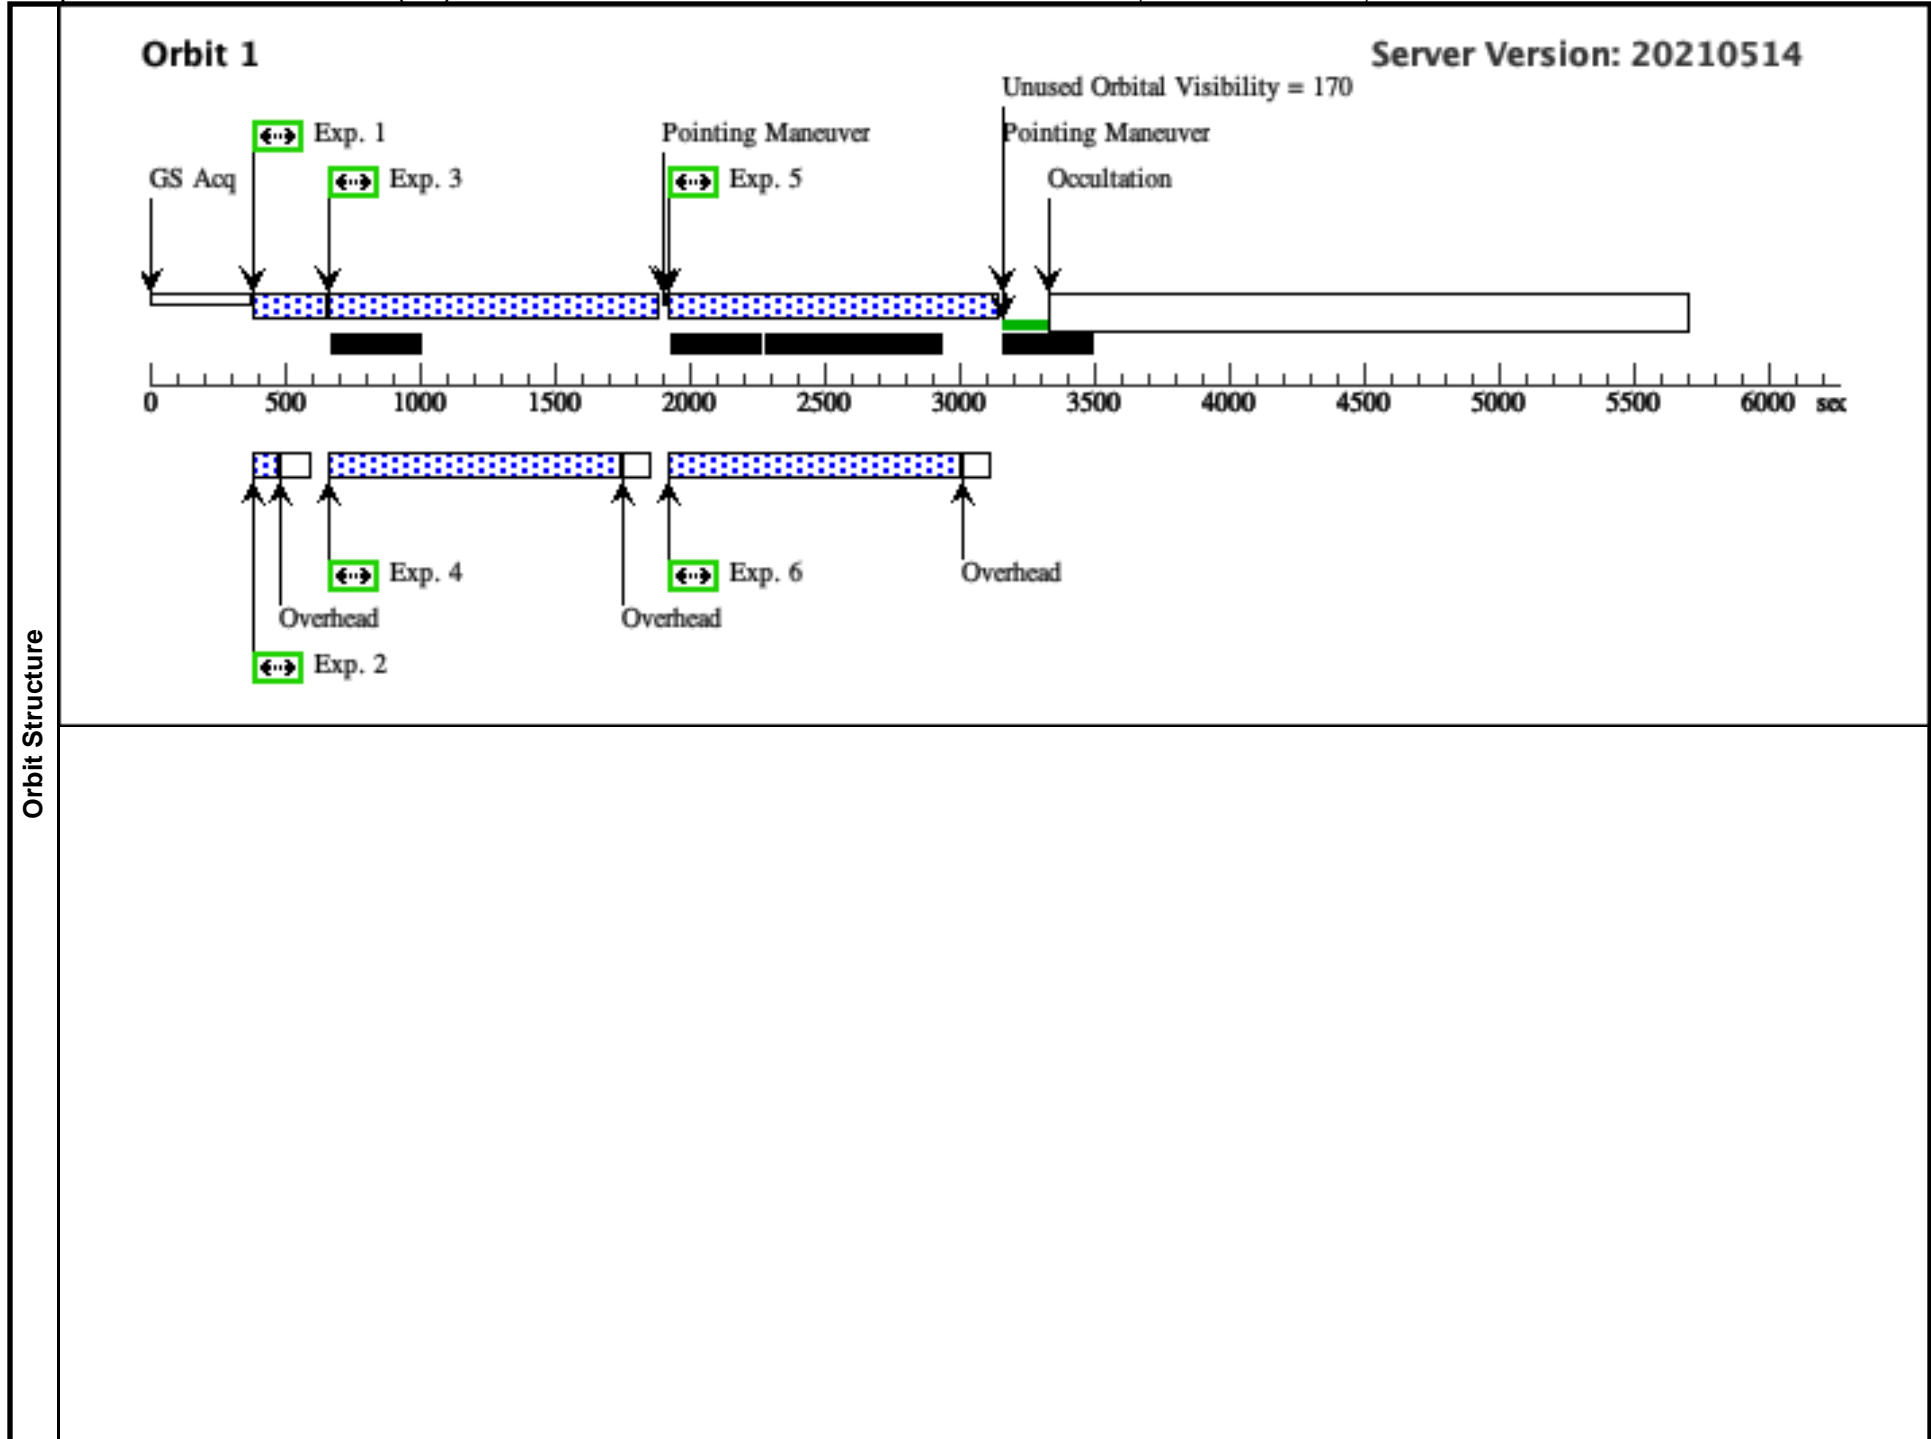 Orbit 1
Server Version: 20210514
Unused Orbital Visibility = 170
Exp. 1
Pointing Maneuver
Pointing Maneuver
GS Acq
Exp. 3
Exp. 5
Occultation
0 500 1000 1500 2000 2500 3000 3500 4000 4500 5000 5500 6000 sec
Exp. 4
Exp. 6
Overhead
Overhead
Overhead
Exp. 2
Orbit Structure